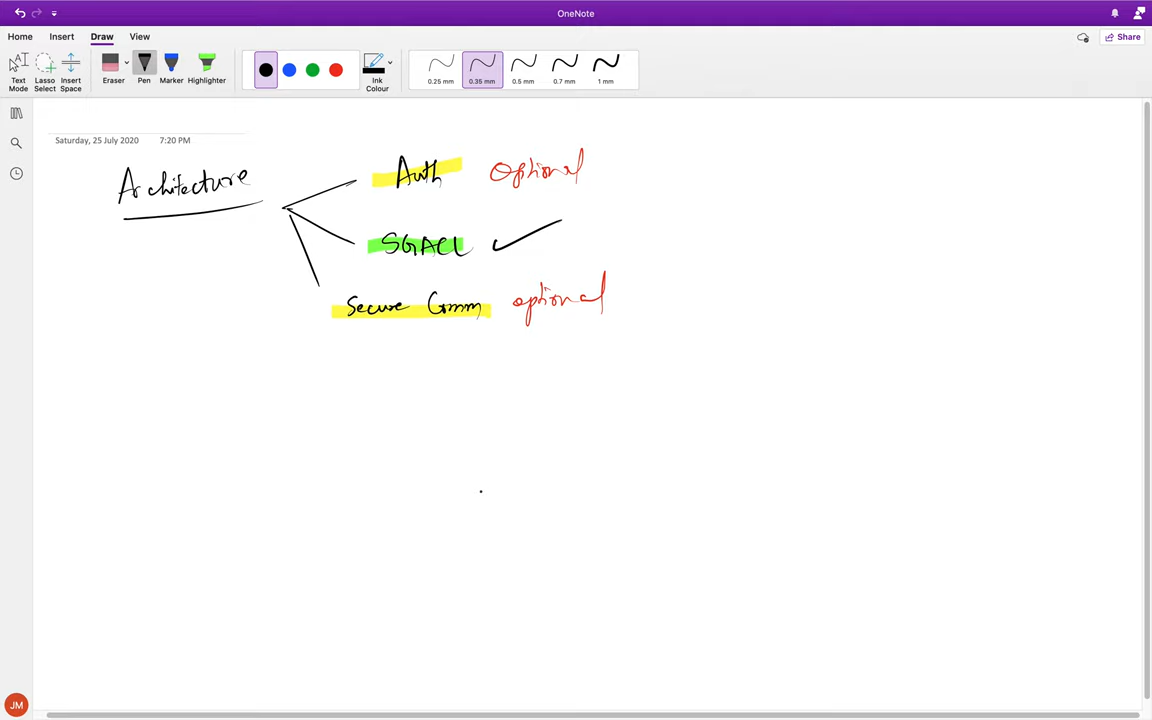 OneNote
Home Insert Draw View
Share
Text Mode
Lasso Select
Insert Space
Eraser
Pen
Marker
Highlighter
Ink Colour
0.25 mm
0.35 mm
0.5 mm
0.7 mm
1 mm
Saturday, 25 July 2020 7:20 PM
Architecture
Auth Optional
SGACL
Secure Comm optional
JM